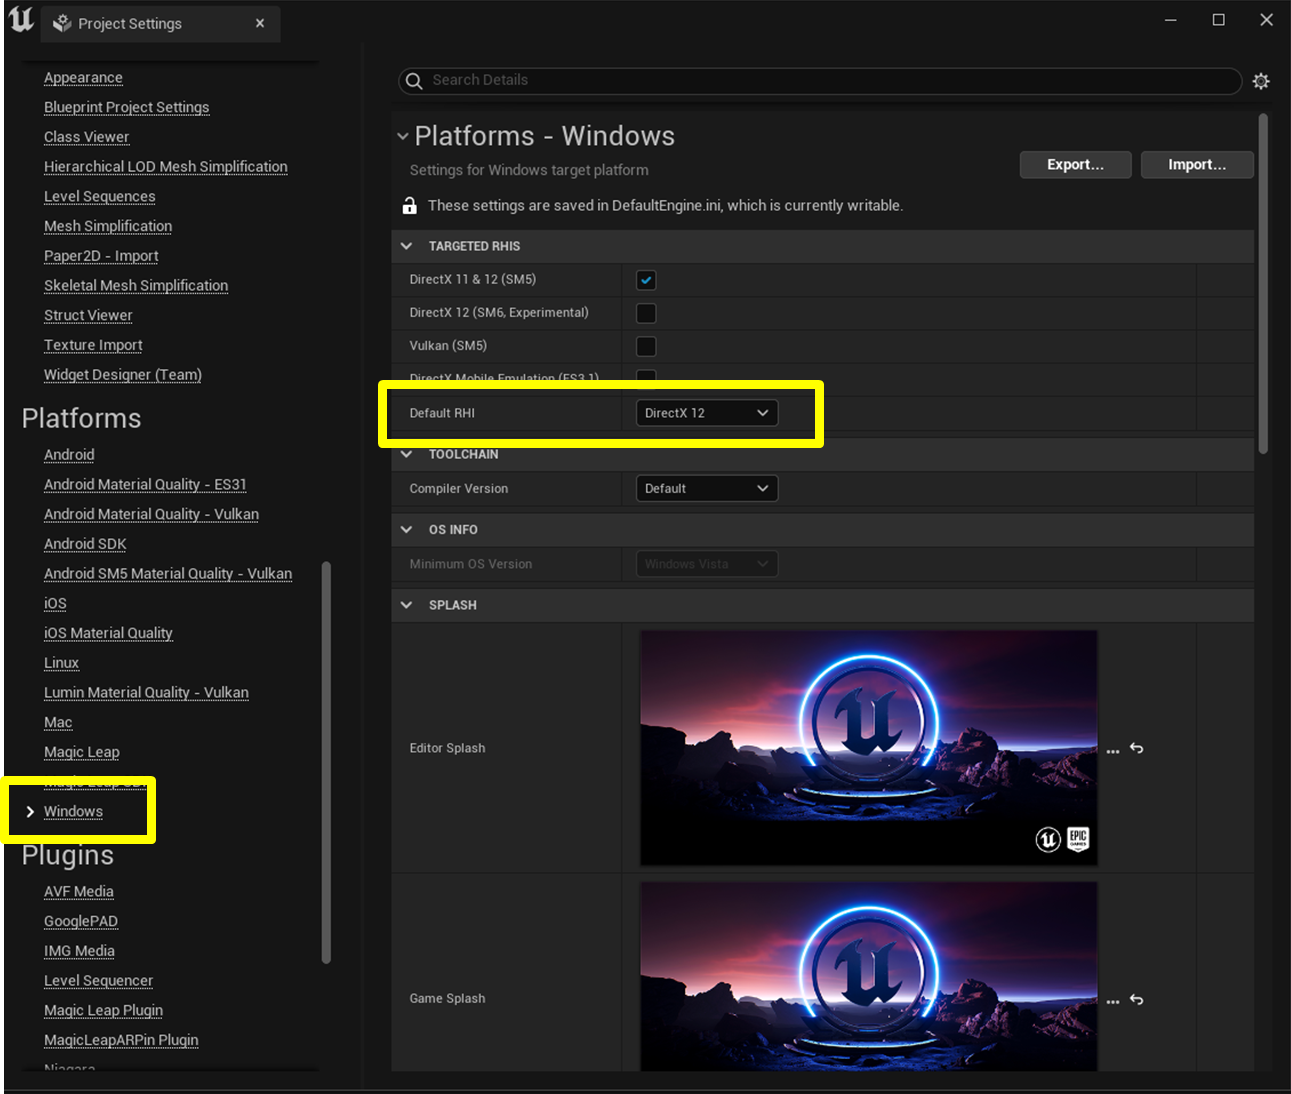 Project Settings
Appearance
Blueprint Project Settings
Class Viewer
Hierarchical LOD Mesh Simplification
Level Sequences
Mesh Simplification
Paper2D - Import
Skeletal Mesh Simplification
Struct Viewer
Texture Import
Widget Designer (Team)
Platforms
Android
Android Material Quality - ES31
Android Material Quality - Vulkan
Android SDK
Android SM5 Material Quality - Vulkan
iOS
iOS Material Quality
Linux
Lumin Material Quality - Vulkan
Mac
Magic Leap
Windows
Plugins
AVF Media
GooglePAD
IMG Media
Level Sequencer
Magic Leap Plugin
MagicLeapARPin Plugin
Niagara
Search Details
Platforms - Windows
Settings for Windows target platform
Export...
Import...
These settings are saved in DefaultEngine.ini, which is currently writable.
TARGETED RHIS
DirectX 11 & 12 (SM5)
DirectX 12 (SM6, Experimental)
Vulkan (SM5)
DirectX Mobile Emulation (ES3.1)
Default RHI
DirectX 12
TOOLCHAIN
Compiler Version
Default
OS INFO
Minimum OS Version
Windows Vista
SPLASH
Editor Splash
EPIC
GAMES
Game Splash